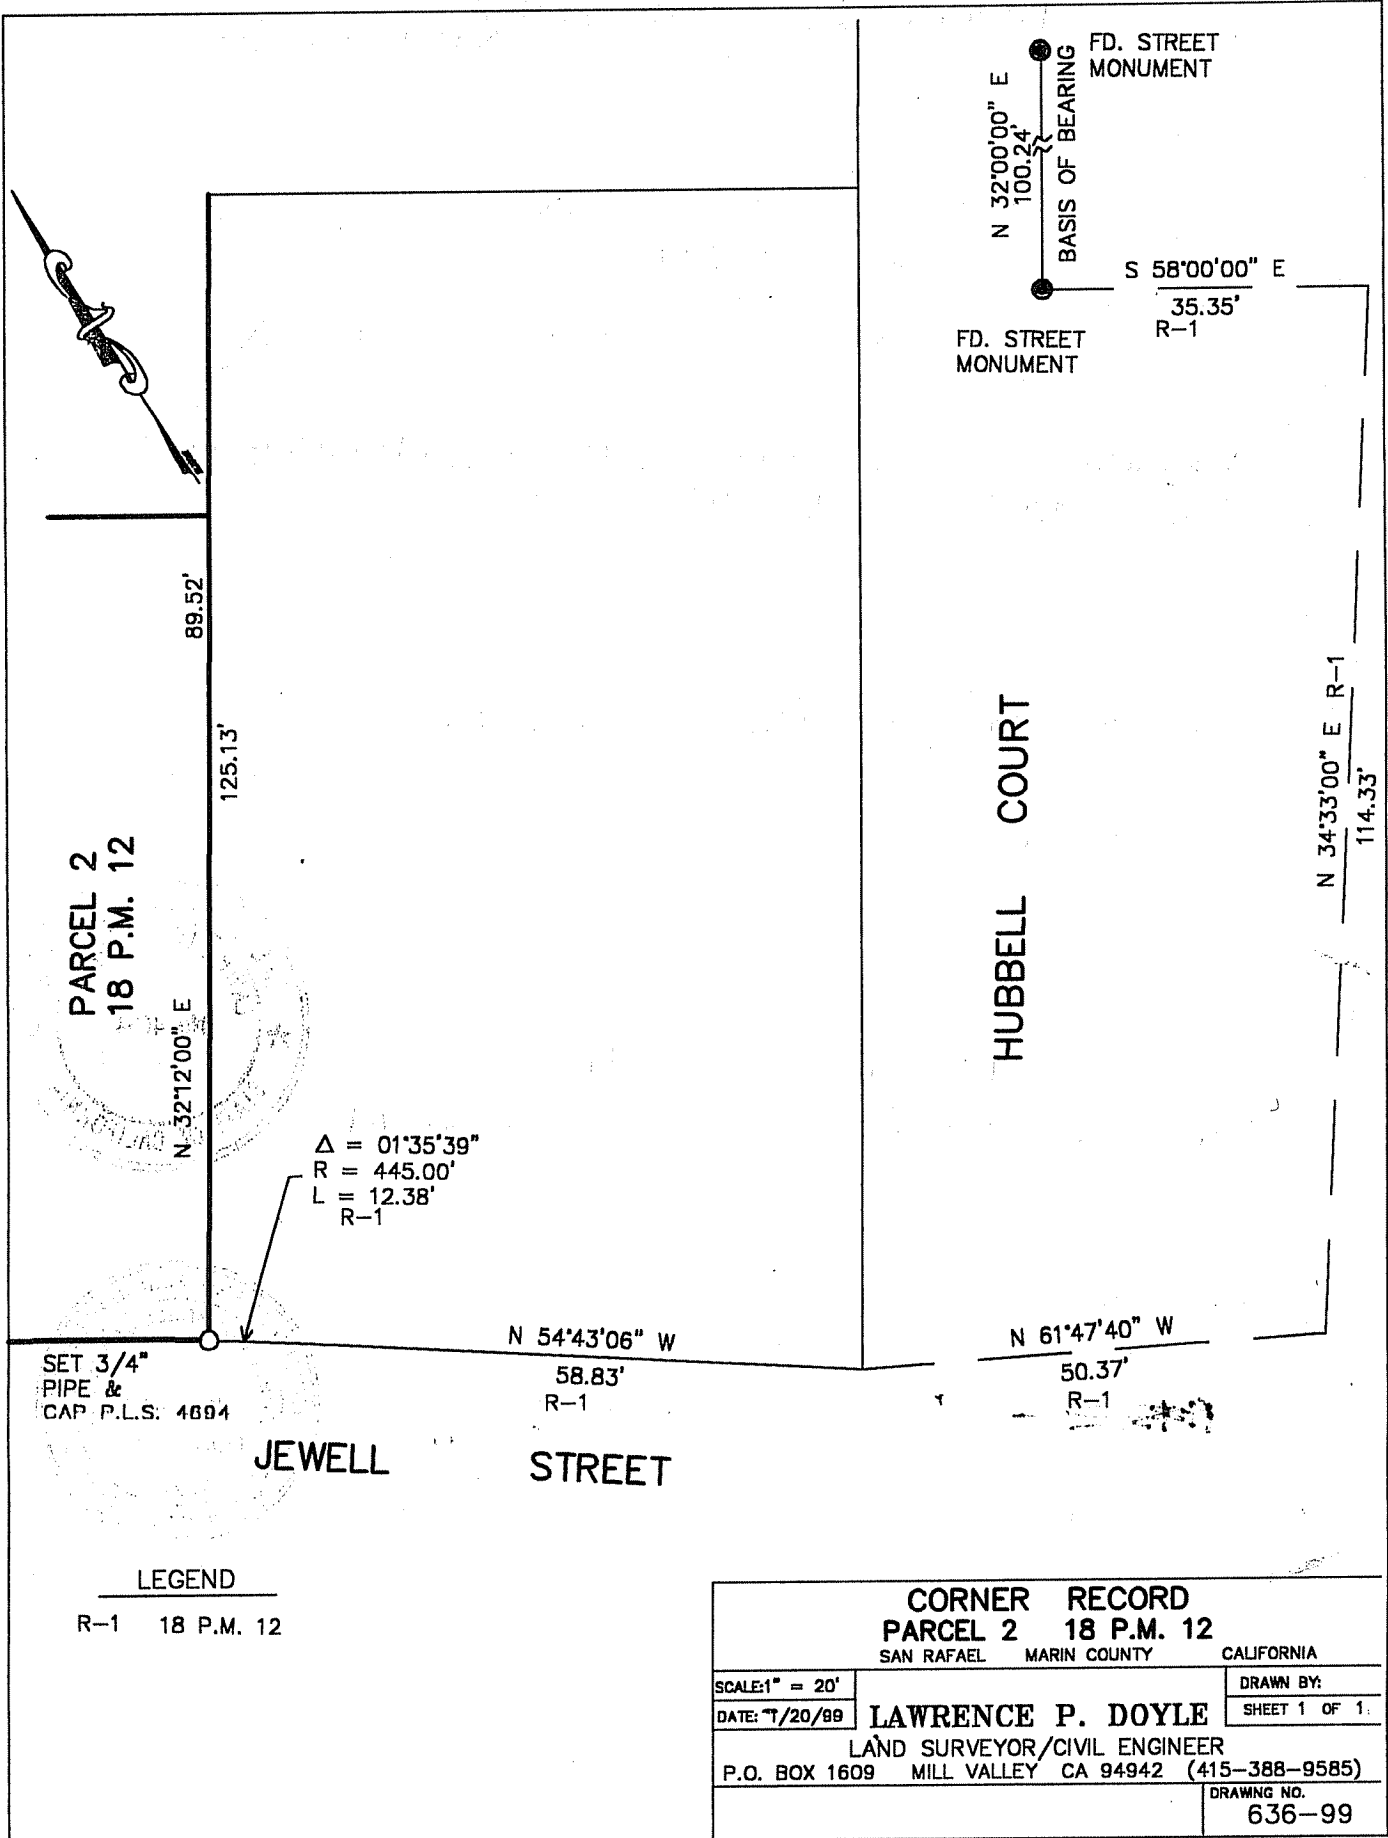 FD. STREET
MONUMENT
N 32°00'00" E
100.24'
BASIS OF BEARING
S 58°00'00" E
35.35'
R-1
FD. STREET
MONUMENT
89.52'
125.13'
PARCEL 2
18 P.M. 12
N 32°12'00" E
HUBBELL COURT
N 34°33'00" E R-1
114.33'
Δ = 01°35'39"
R = 445.00'
L = 12.38'
R-1
N 54°43'06" W
58.83'
R-1
N 61°47'40" W
50.37'
R-1
SET 3/4"
PIPE &
CAP P.L.S. 4694
JEWELL STREET
LEGEND
R-1 18 P.M. 12
CORNER RECORD
PARCEL 2 18 P.M. 12
SAN RAFAEL MARIN COUNTY CALIFORNIA
SCALE:1" = 20'
DATE: 7/20/99
LAWRENCE P. DOYLE
DRAWN BY:
SHEET 1 OF 1
LAND SURVEYOR/CIVIL ENGINEER
P.O. BOX 1609 MILL VALLEY CA 94942 (415-388-9585)
DRAWNG NO.
636-99